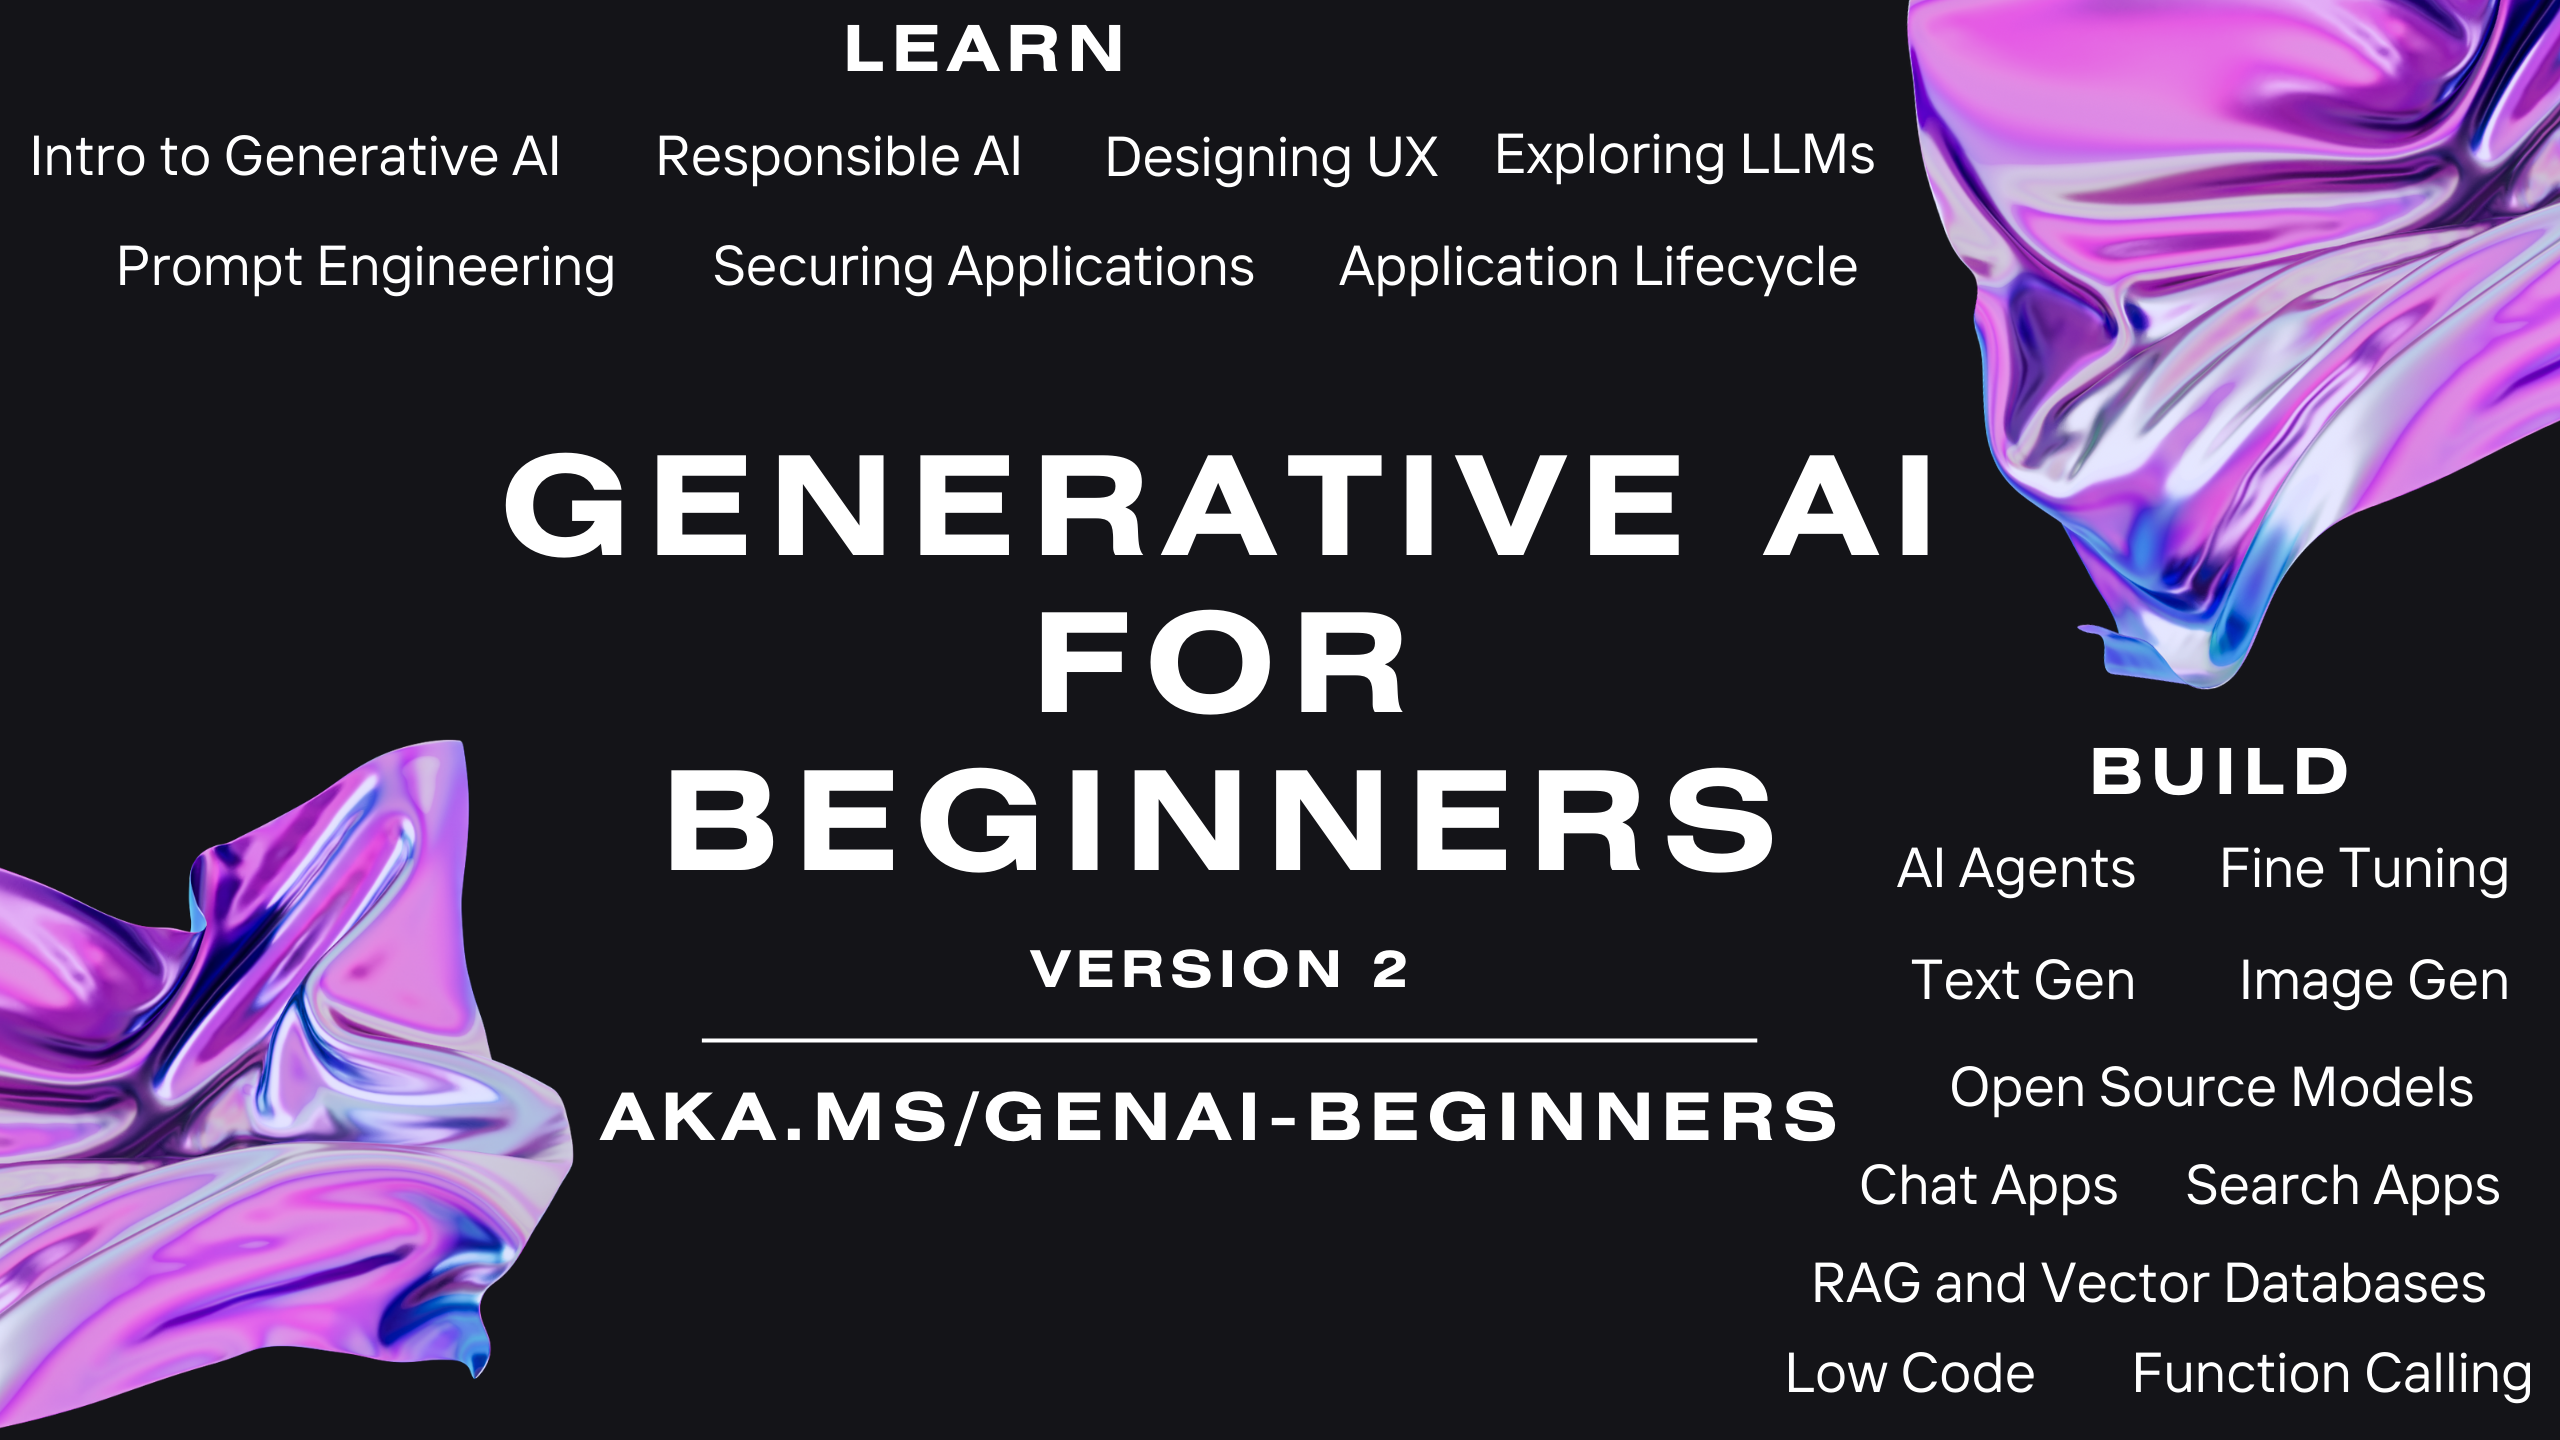 LEARN
Intro to Generative AI Responsible AI Designing UX Exploring LLMs
Prompt Engineering Securing Applications Application Lifecycle
GENERATIVE AI
FOR
BEGINNERS
VERSION 2
AKA.MS/GENAI-BEGINNERS
BUILD
AI Agents Fine Tuning
Text Gen Image Gen
Open Source Models
Chat Apps Search Apps
RAG and Vector Databases
Low Code Function Calling